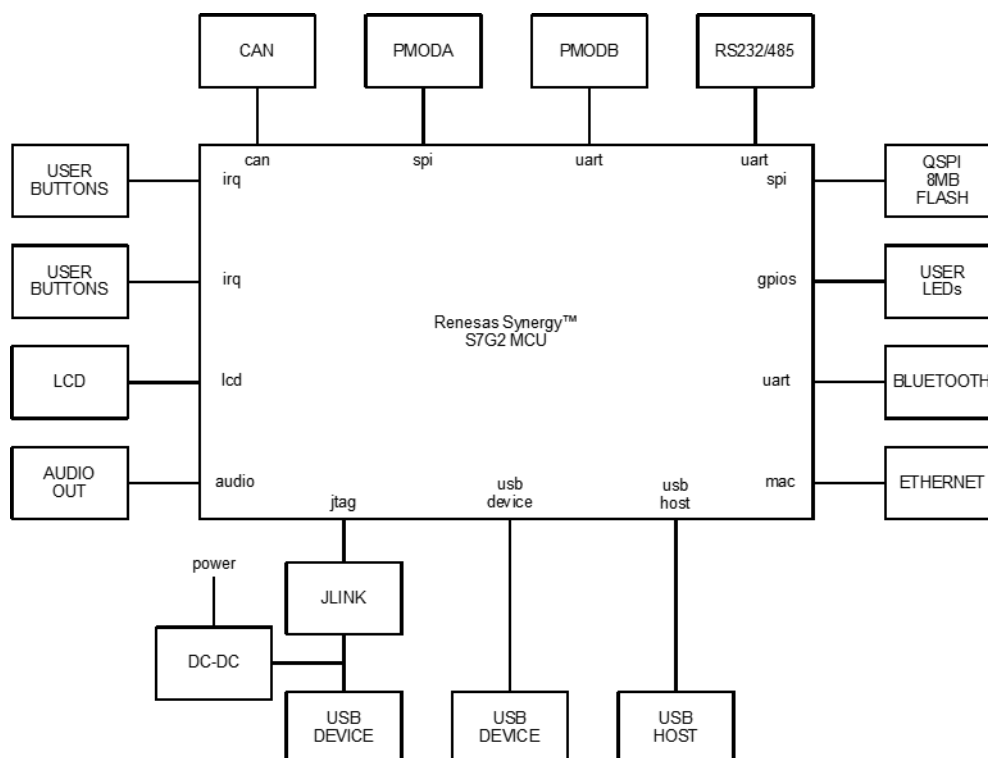 CAN
PMODA
PMODB
RS232/485
can
spi
uart
uart
USER
BUTTONS
irq
spi
QSPI
8MB
FLASH
USER
BUTTONS
irq
gpios
USER
LEDs
Renesas Synergy™
S7G2 MCU
LCD
lcd
uart
BLUETOOTH
AUDIO
OUT
audio
jtag
usb
device
usb
host
mac
ETHERNET
power
JLINK
DC-DC
USB
DEVICE
USB
DEVICE
USB
HOST